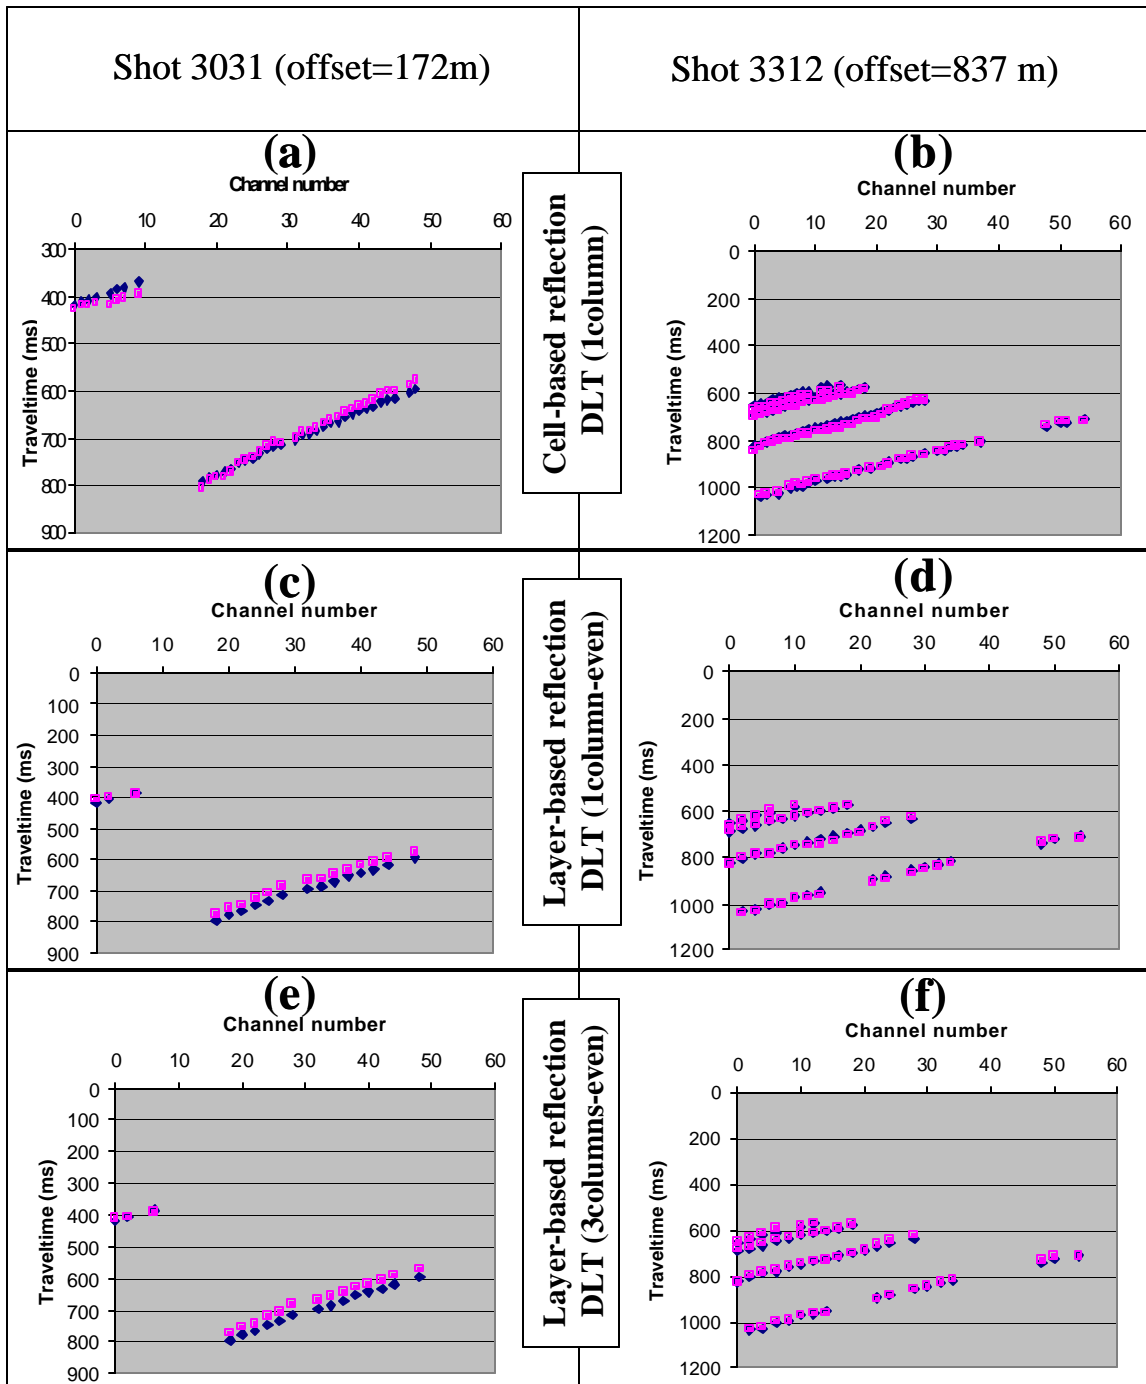 Shot 3031 (offset=172m)
Shot 3312 (offset=837 m)
(a)
Channel number
0 10 20 30 40 50 60
300
400
500
600
700
800
900
Traveltime (ms)
Cell-based reflection
DLT (1column)
(b)
Channel number
0 10 20 30 40 50 60
0
200
400
600
800
1000
1200
Traveltime (ms)
(c)
Channel number
0 10 20 30 40 50 60
0
100
200
300
400
500
600
700
800
900
Traveltime (ms)
Layer-based reflection
DLT (1column-even)
(d)
Channel number
0 10 20 30 40 50 60
0
200
400
600
800
1000
1200
Traveltime (ms)
(e)
Channel number
0 10 20 30 40 50 60
0
100
200
300
400
500
600
700
800
900
Traveltime (ms)
Layer-based reflection
DLT (3columns-even)
(f)
Channel number
0 10 20 30 40 50 60
0
200
400
600
800
1000
1200
Traveltime (ms)